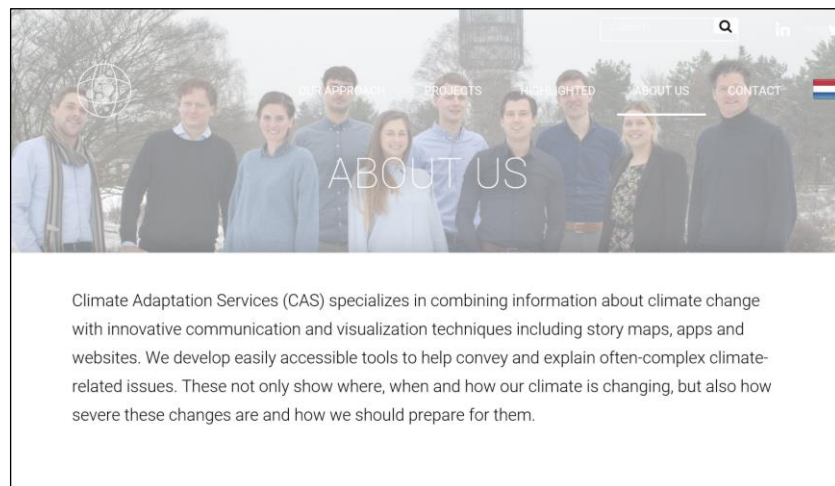 OUR APPROACH PROJECTS HIGHLIGHTED ABOUT US CONTACT
ABOUT US
Climate Adaptation Services (CAS) specializes in combining information about climate change
with innovative communication and visualization techniques including story maps, apps and
websites. We develop easily accessible tools to help convey and explain often-complex climate-
related issues. These not only show where, when and how our climate is changing, but also how
severe these changes are and how we should prepare for them.